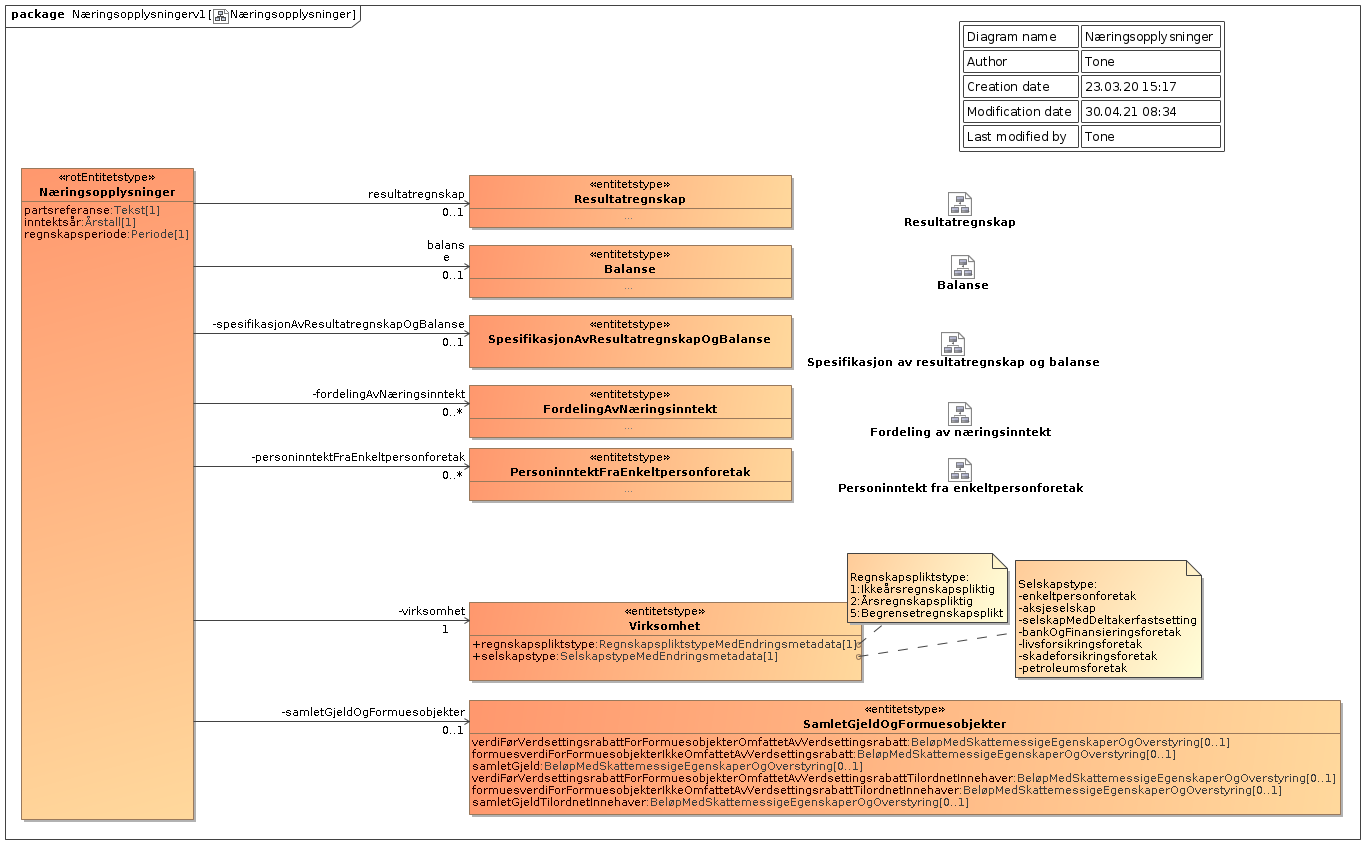 package Næringsopplysningerv1[Næringsopplysninger]
Diagram name Næringsopplysninger
Author Tone
Creation date 23.03.20 15:17
Modification date 30.04.21 08:34
Last modified by Tone
«rotEntitetstype»
Næringsopplysninger
partsreferanse:Tekst[1]
inntektsår:Årstall[1]
regnskapsperiode:Periode[1]
resultatregnskap
0..1
«entitetstype»
Resultatregnskap
...
Resultatregnskap
balans
e
0..1
«entitetstype»
Balanse
...
Balanse
-spesifikasjonAvResultatregnskapOgBalanse
0..1
«entitetstype»
SpesifikasjonAvResultatregnskapOgBalanse
Spesifikasjon av resultatregnskap og balanse
-fordelingAvNæringsinntekt
0..*
«entitetstype»
FordelingAvNæringsinntekt
...
Fordeling av næringsinntekt
-personinntektFraEnkeltpersonforetak
0..*
«entitetstype»
PersoninntektFraEnkeltpersonforetak
...
Personinntekt fra enkeltpersonforetak
-virksomhet
1
«entitetstype»
Virksomhet
+regnskapspliktstype:RegnskapspliktstypeMedEndringsmetadata[1]
+selskapstype:SelskapstypeMedEndringsmetadata[1]
Regnskapspliktstype:
1:Ikkeårsregnskapspliktig
2:Årsregnskapspliktig
5:Begrensetregnskapsplikt
Selskapstype:
-enkeltpersonforetak
-aksjeselskap
-selskapMedDeltakerfastsetting
-bankOgFinansieringsforetak
-livsforsikringsforetak
-skadeforsikringsforetak
-petroleumsforetak
-samletGjeldOgFormuesobjekter
0..1
«entitetstype»
SamletGjeldOgFormuesobjekter
verdiFørVerdsettingsrabattForFormuesobjekterOmfattetAvVerdsettingsrabatt:BeløpMedSkattemessigeEgenskaperOgOverstyring[0..1]
formuesverdiForFormuesobjekterIkkeOmfattetAvVerdsettingsrabatt:BeløpMedSkattemessigeEgenskaperOgOverstyring[0..1]
samletGjeld:BeløpMedSkattemessigeEgenskaperOgOverstyring[0..1]
verdiFørVerdsettingsrabattForFormuesobjekterOmfattetAvVerdsettingsrabattTilordnetInnehaver:BeløpMedSkattemessigeEgenskaperOgOverstyring[0..1]
formuesverdiForFormuesobjekterIkkeOmfattetAvVerdsettingsrabattTilordnetInnehaver:BeløpMedSkattemessigeEgenskaperOgOverstyring[0..1]
samletGjeldTilordnetInnehaver:BeløpMedSkattemessigeEgenskaperOgOverstyring[0..1]